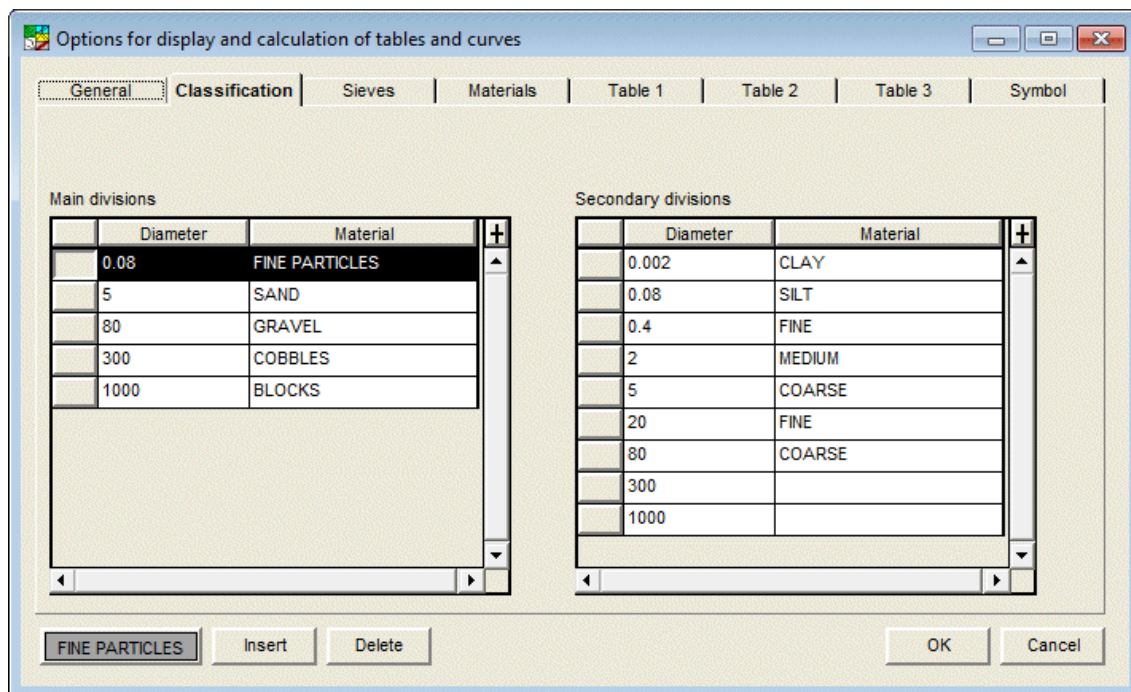 Options for display and calculation of tables and curves
General Classification Sieves Materials Table 1 Table 2 Table 3 Symbol
Main divisions
Diameter Material
0.08 FINE PARTICLES
5 SAND
80 GRAVEL
300 COBBLES
1000 BLOCKS
Secondary divisions
Diameter Material
0.002 CLAY
0.08 SILT
0.4 FINE
2 MEDIUM
5 COARSE
20 FINE
80 COARSE
300
1000
FINE PARTICLES Insert Delete OK Cancel